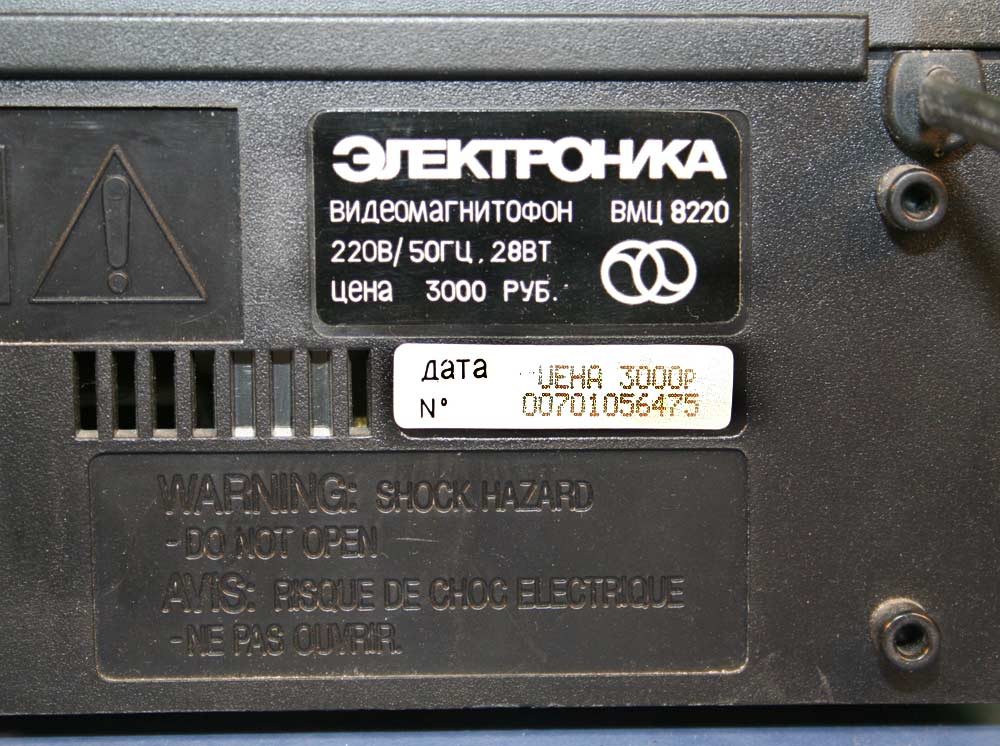 ЭЛЕКТРОНИКА
ВИДЕОМАГНИТОФОН ВМЦ 8220
220В/50ГЦ, 28ВТ
ЦЕНА 3000 РУБ.
ДАТА ЦЕНА 3000Р
N° 00701056475
WARNING: SHOCK HAZARD
-DO NOT OPEN
AVIS: RISQUE DE CHOC ELECTRIQUE
-NE PAS OUVRIR.